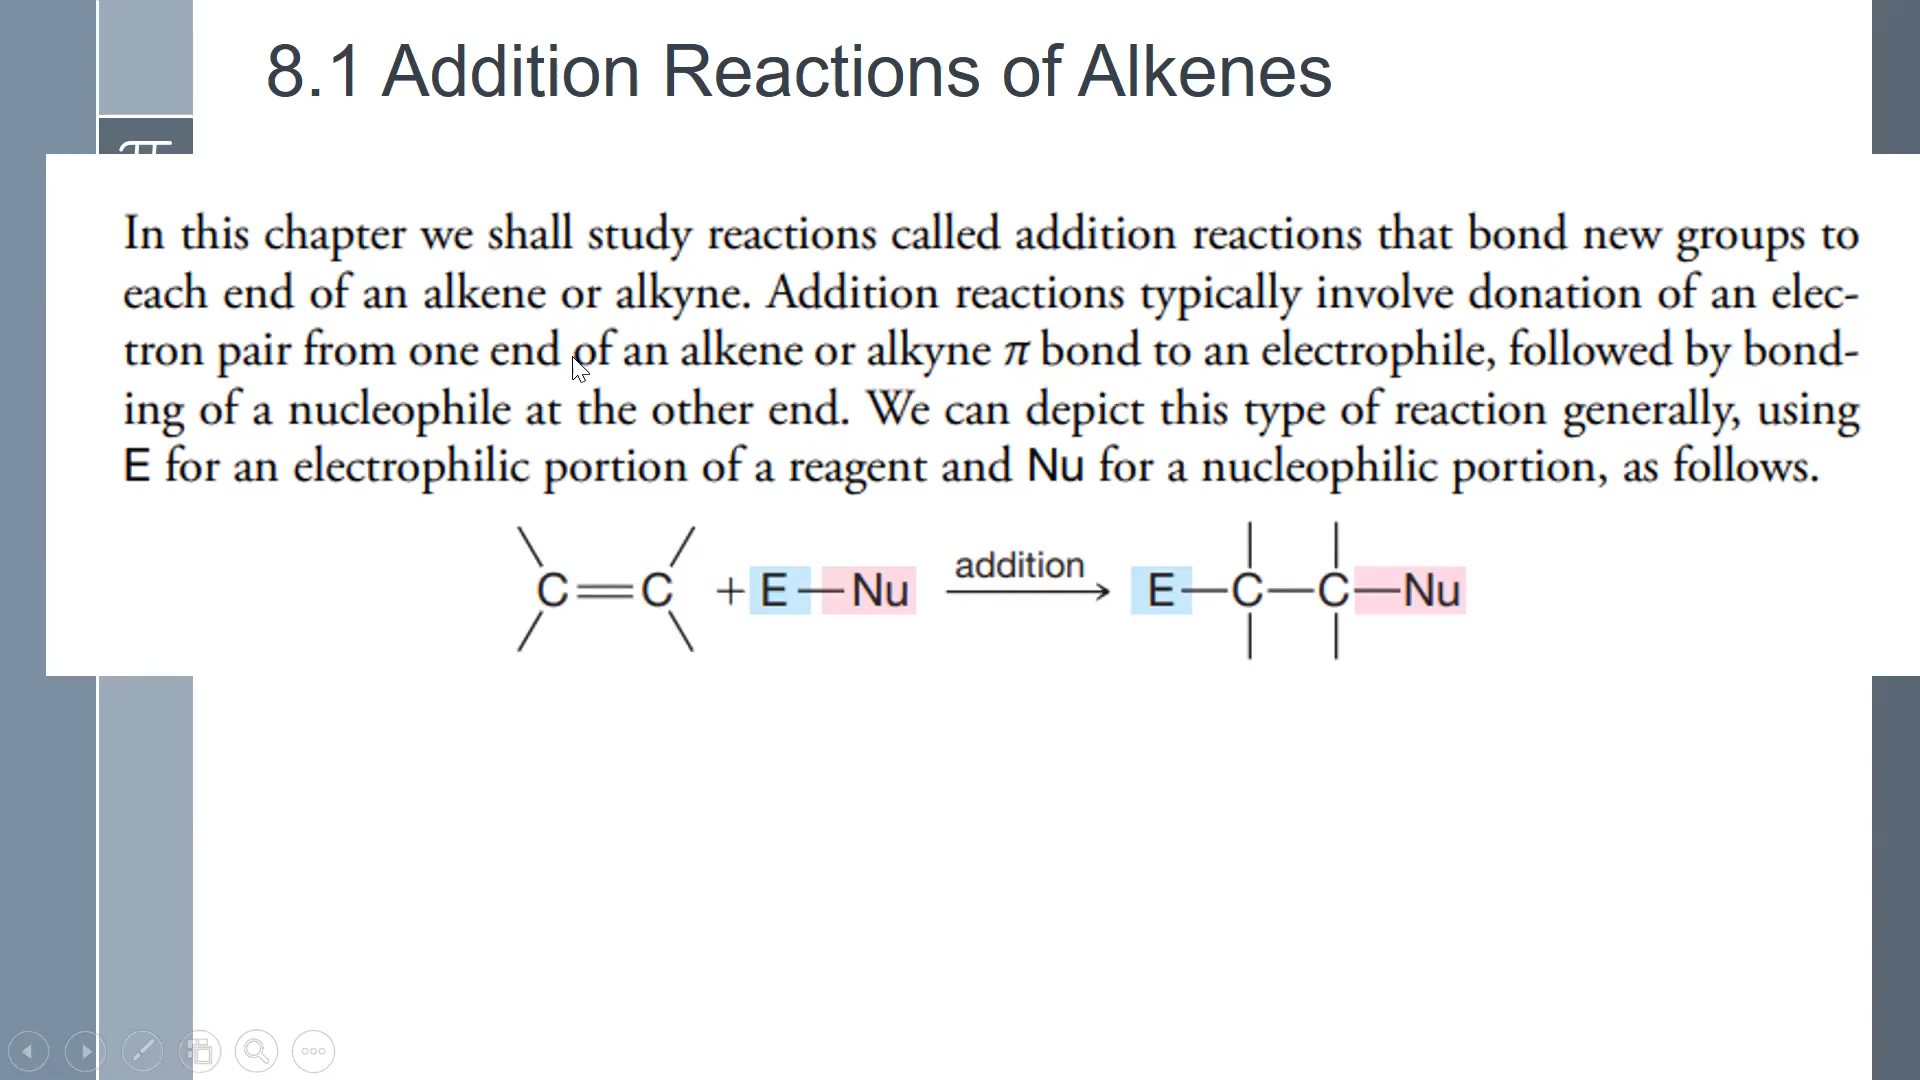 8.1 Addition Reactions of Alkenes
In this chapter we shall study reactions called addition reactions that bond new groups to
each end of an alkene or alkyne. Addition reactions typically involve donation of an elec-
tron pair from one end of an alkene or alkyne π bond to an electrophile, followed by bond-
ing of a nucleophile at the other end. We can depict this type of reaction generally, using
E for an electrophilic portion of a reagent and Nu for a nucleophilic portion, as follows.
addition
C=C + E—Nu → E—C—C—Nu